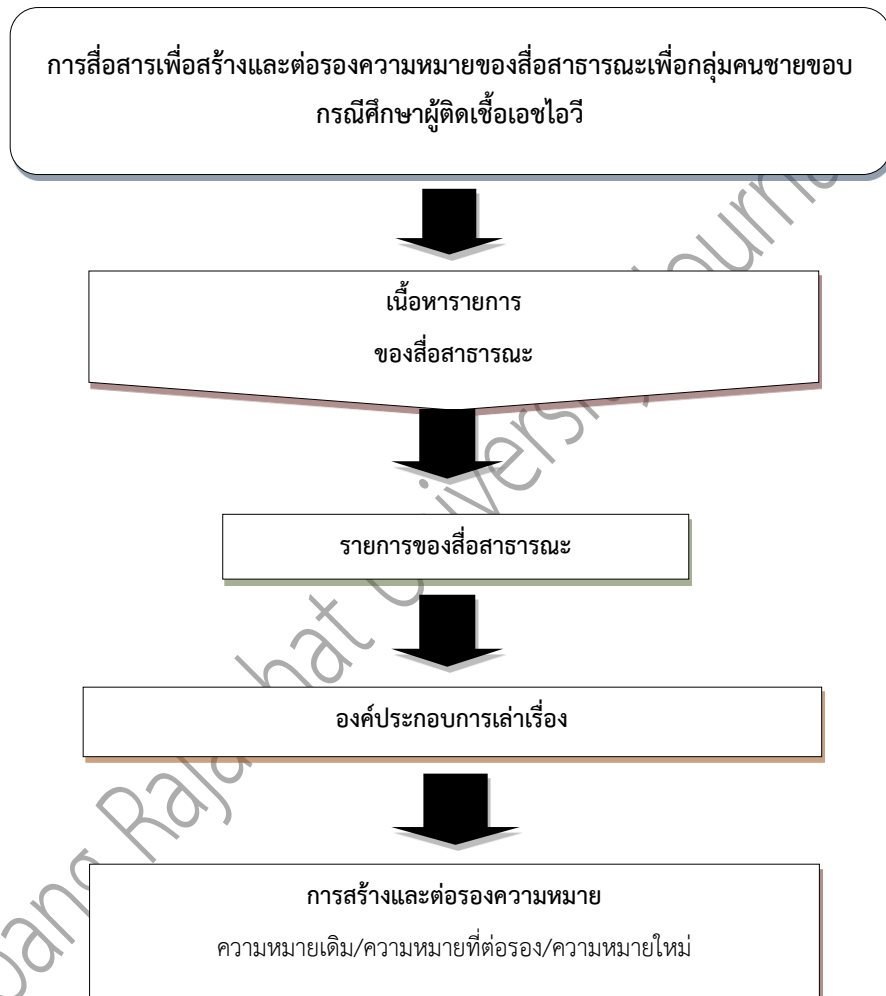 การสื่อสารเพื่อสร้างและต่อรองความหมายของสื่อสาธารณะเพื่อกลุ่มคนชายขอบ
กรณีศึกษาผู้ติดเชื้อเอชไอวี
เนื้อหารายการ
ของสื่อสาธารณะ
รายการของสื่อสาธารณะ
องค์ประกอบการเล่าเรื่อง
การสร้างและต่อรองความหมาย
ความหมายเดิม/ความหมายที่ต่อรอง/ความหมายใหม่